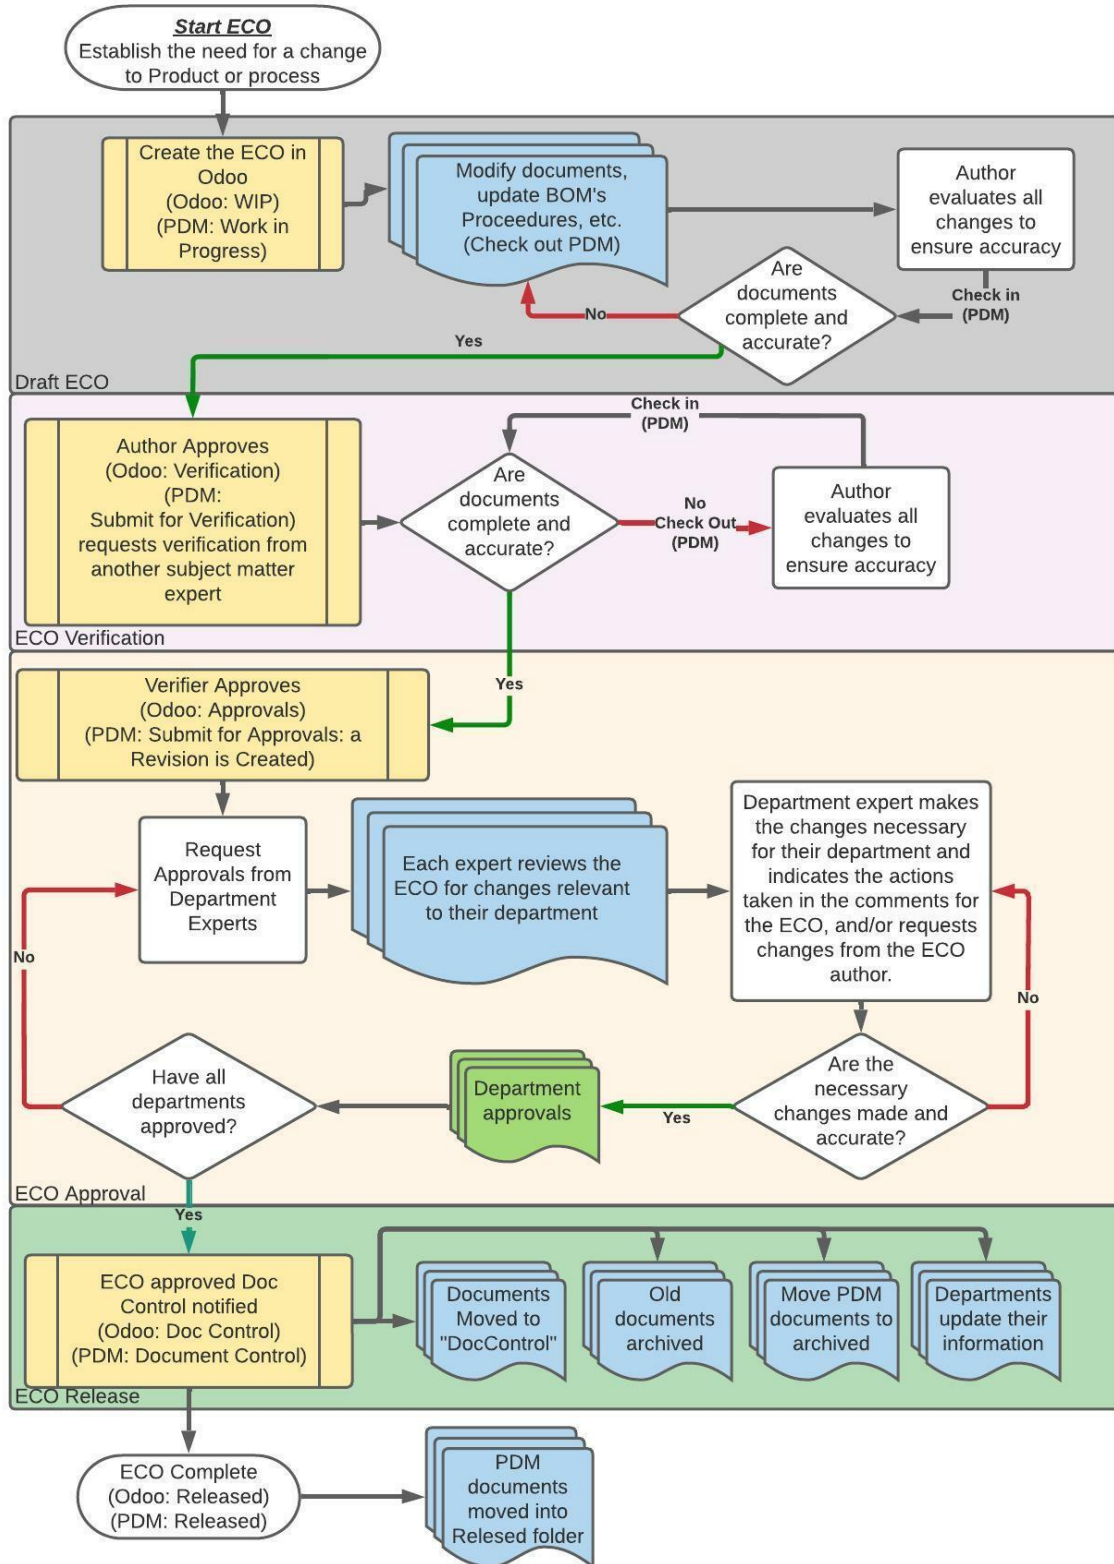 Start ECO
Establish the need for a change
to Product or process
Create the ECO in
Odoo
(Odoo: WIP)
(PDM: Work in
Progress)
Modify documents,
update BOM's
Proceedures, etc.
(Check out PDM)
Author
evaluates all
changes to
ensure accuracy
Check in
(PDM)
Are
documents
complete and
accurate?
No
Yes
Draft ECO
Author Approves
(Odoo: Verification)
(PDM:
Submit for Verification)
requests verification from
another subject matter
expert
Are
documents
complete and
accurate?
Check in
(PDM)
No
Check Out
(PDM)
Author
evaluates all
changes to
ensure accuracy
ECO Verification
Yes
Verifier Approves
(Odoo: Approvals)
(PDM: Submit for Approvals: a
Revision is Created)
Request
Approvals from
Department
Experts
Each expert reviews the
ECO for changes relevant
to their department
Department expert makes
the changes necessary
for their department and
indicates the actions
taken in the comments for
the ECO, and/or requests
changes from the ECO
author.
No
No
Are the
necessary
changes made and
accurate?
Yes
Department
approvals
Have all
departments
approved?
ECO Approval
Yes
ECO approved Doc
Control notified
(Odoo: Doc Control)
(PDM: Document Control)
Documents
Moved to
"DocControl"
Old
documents
archived
Move PDM
documents to
archived
Departments
update their
information
ECO Release
ECO Complete
(Odoo: Released)
(PDM: Released)
PDM
documents
moved into
Relesed folder